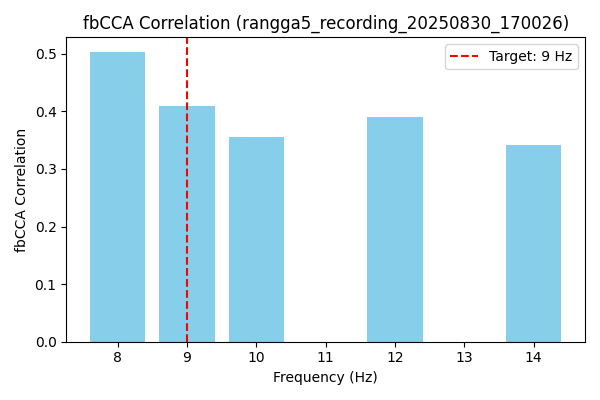 fbCCA Correlation (rangga5_recording_20250830_170026)
Target: 9 Hz
fbCCA Correlation
0.5
0.4
0.3
0.2
0.1
0.0
8 9 10 11 12 13 14
Frequency (Hz)